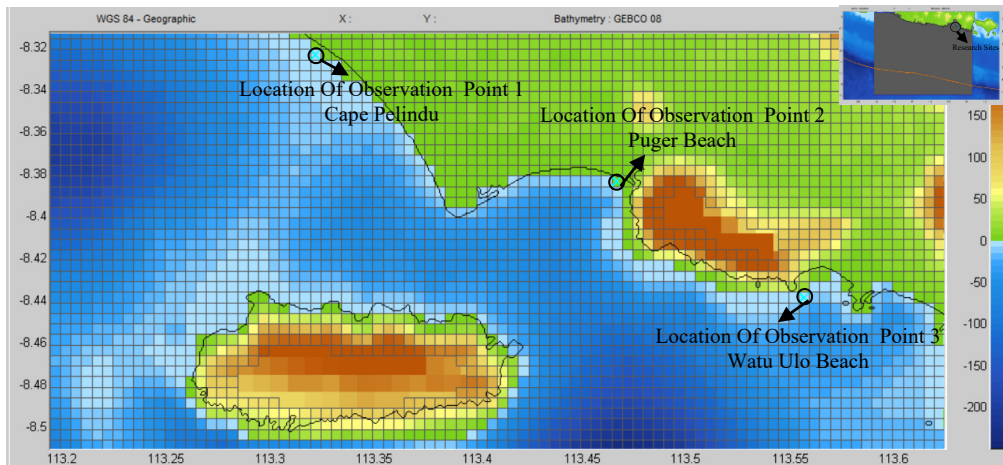 WGS 84 - Geographic X : Y : Bathymetry : GEBCO 08
Research Sites
Location Of Observation Point 1
Cape Pelindu
Location Of Observation Point 2
Puger Beach
Location Of Observation Point 3
Watu Ulo Beach
-8.32
-8.34
-8.36
-8.38
-8.4
-8.42
-8.44
-8.46
-8.48
-8.5
113.2 113.25 113.3 113.35 113.4 113.45 113.5 113.55 113.6
150
100
50
0
-50
-100
-150
-200